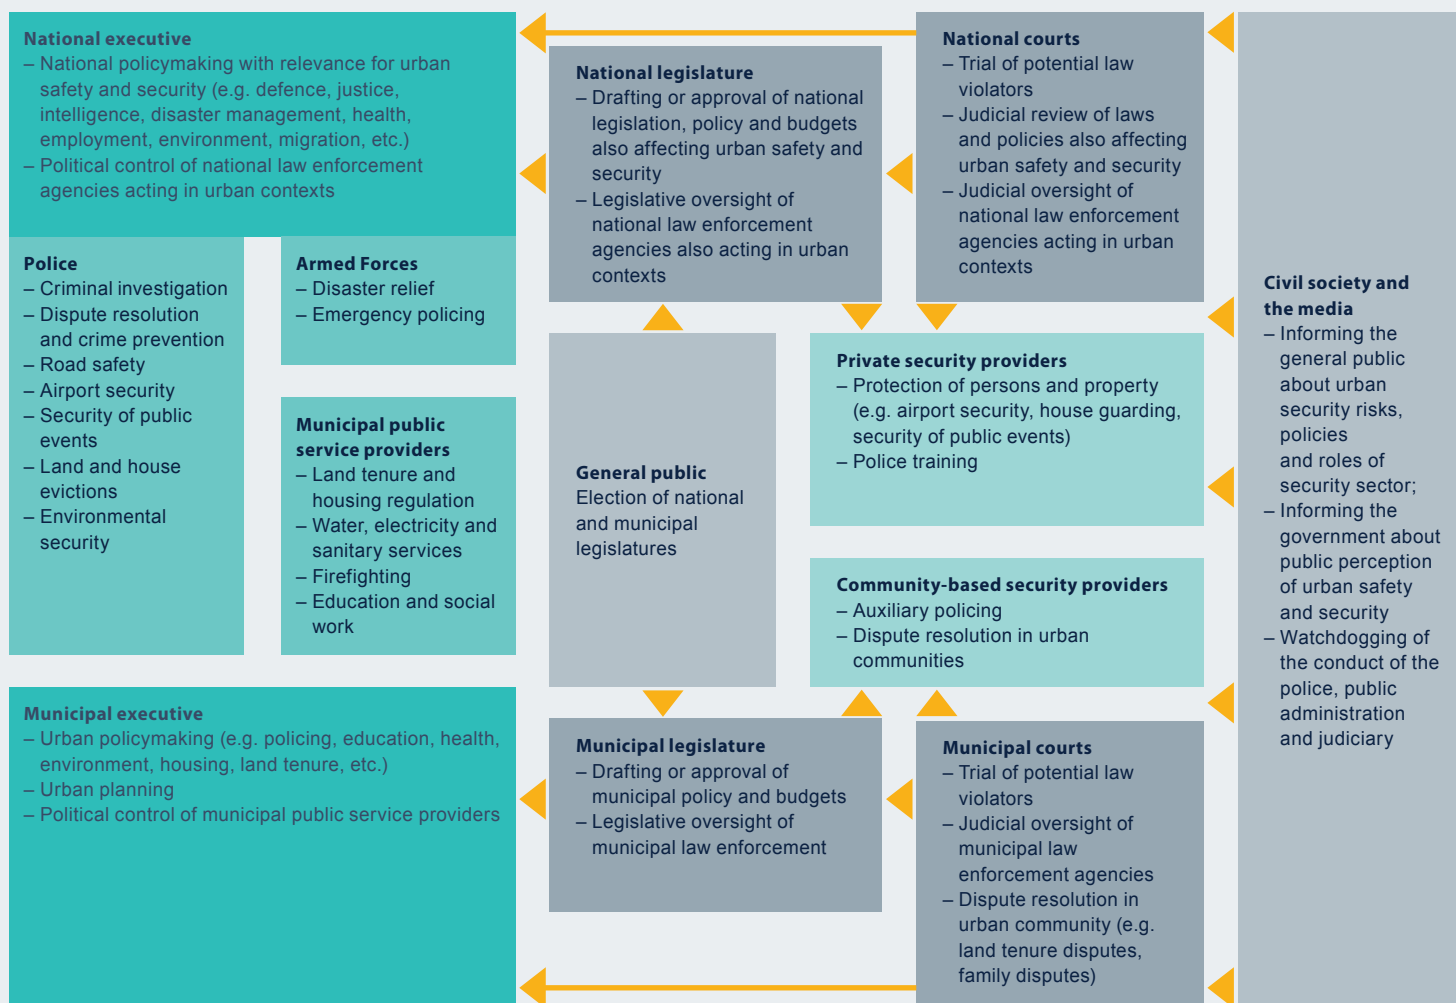 National executive
– National policymaking with relevance for urban
safety and security (e.g. defence, justice,
intelligence, disaster management, health,
employment, environment, migration, etc.)
– Political control of national law enforcement
agencies acting in urban contexts
National legislature
– Drafting or approval of national
legislation, policy and budgets
also affecting urban safety and
security
– Legislative oversight of
national law enforcement
agencies also acting in urban
contexts
National courts
– Trial of potential law
violators
– Judicial review of laws
and policies also affecting
urban safety and security
– Judicial oversight of
national law enforcement
agencies acting in urban
contexts
Police
– Criminal investigation
– Dispute resolution
and crime prevention
– Road safety
– Airport security
– Security of public
events
– Land and house
evictions
– Environmental
security
Armed Forces
– Disaster relief
– Emergency policing
Municipal public
service providers
– Land tenure and
housing regulation
– Water, electricity and
sanitary services
– Firefighting
– Education and social
work
General public
Election of national
and municipal
legislatures
Private security providers
– Protection of persons and property
(e.g. airport security, house guarding,
security of public events)
– Police training
Community-based security providers
– Auxiliary policing
– Dispute resolution in urban
communities
Civil society and
the media
– Informing the
general public
about urban
security risks,
policies
and roles of
security sector;
– Informing the
government about
public perception
of urban safety
and security
– Watchdogging of
the conduct of the
police, public
administration
and judiciary
Municipal executive
– Urban policymaking (e.g. policing, education, health,
environment, housing, land tenure, etc.)
– Urban planning
– Political control of municipal public service providers
Municipal legislature
– Drafting or approval of
municipal policy and budgets
– Legislative oversight of
municipal law enforcement
Municipal courts
– Trial of potential law
violators
– Judicial oversight of
municipal law
enforcement agencies
– Dispute resolution in
urban community (e.g.
land tenure disputes,
family disputes)